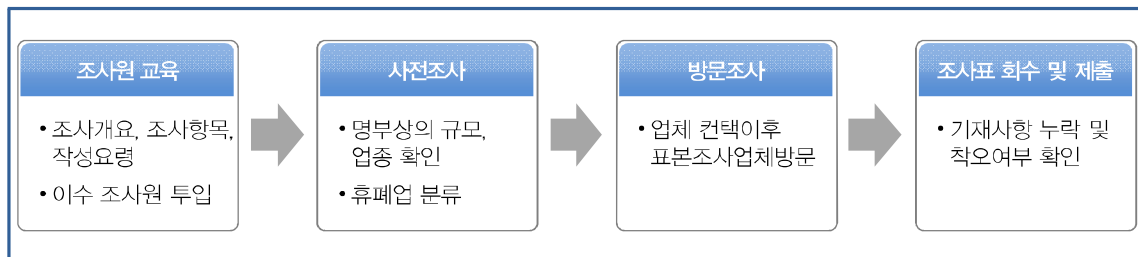 조사원 교육
• 조사개요, 조사항목,
작성요령
• 이수 조사원 투입
사전조사
• 명부상의 규모,
업종 확인
• 휴폐업 분류
방문조사
• 업체 컨택이후
표본조사업체방문
조사표 회수 및 제출
• 기재사항 누락 및
착오여부 확인